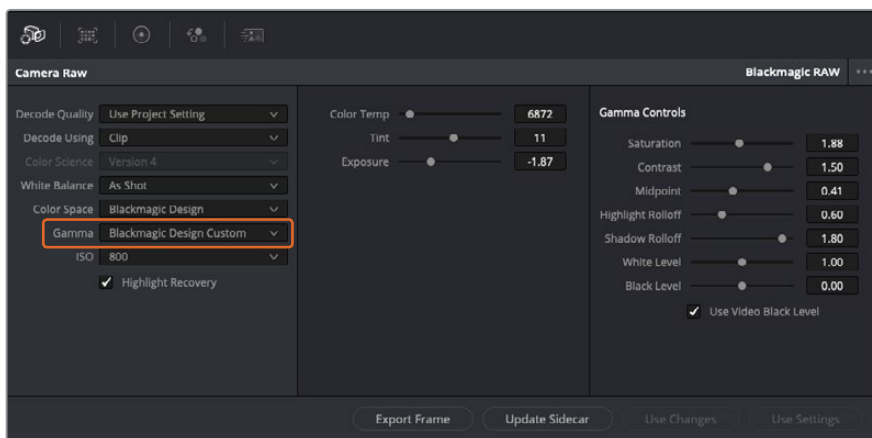 Camera Raw
Blackmagic RAW
Decode Quality Use Project Setting
Decode Using Clip
Color Science Version 4
White Balance As Shot
Color Space Blackmagic Design
Gamma Blackmagic Design Custom
ISO 800
Highlight Recovery
Color Temp 6872
Tint 11
Exposure -1.87
Gamma Controls
Saturation 1.88
Contrast 1.50
Midpoint 0.41
Highlight Rolloff 0.60
Shadow Rolloff 1.80
White Level 1.00
Black Level 0.00
Use Video Black Level
Export Frame
Update Sidecar
Use Changes
Use Settings